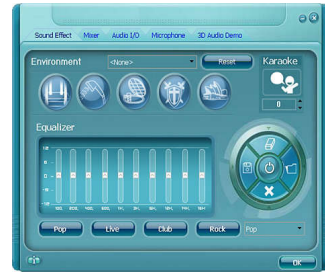 Sound Effect Mixer Audio I/O Microphone 3D Audio Demo
Environment <None> Reset Karaoke
0
Equalizer
Pop Live Club Rock Pop
OK